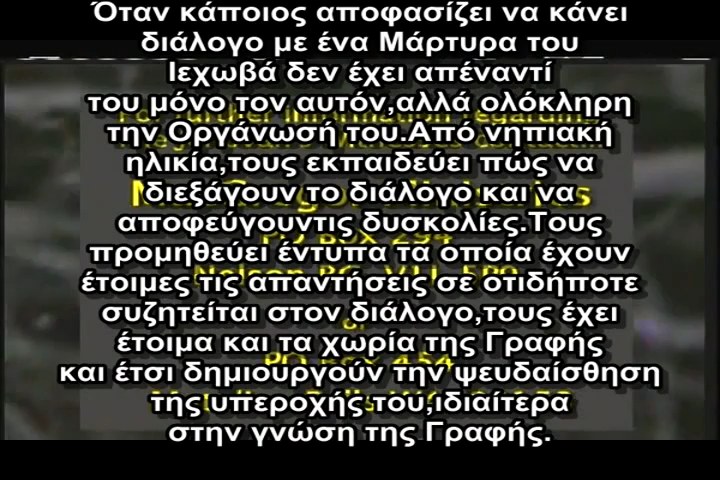 Όταν κάποιος αποφασίζει να κάνει
διάλογο με ένα Μάρτυρα του
Ιεχωβά δεν έχει απέναντί
του μόνο τον αυτόν,αλλά ολόκληρη
την Οργάνωσή του.Από νηπιακή
ηλικία,τους εκπαιδεύει πώς να
διεξάγουν το διάλογο και να
αποφεύγουντις δυσκολίες.Τους
προμηθεύει έντυπα τα οποία έχουν
έτοιμες τις απαντήσεις σε οτιδήποτε
συζητείται στον διάλογο,τους έχει
έτοιμα και τα χωρία της Γραφής
και έτσι δημιουργούν την ψευδαίσθηση
της υπεροχής του,ιδιαίτερα
στην γνώση της Γραφής.